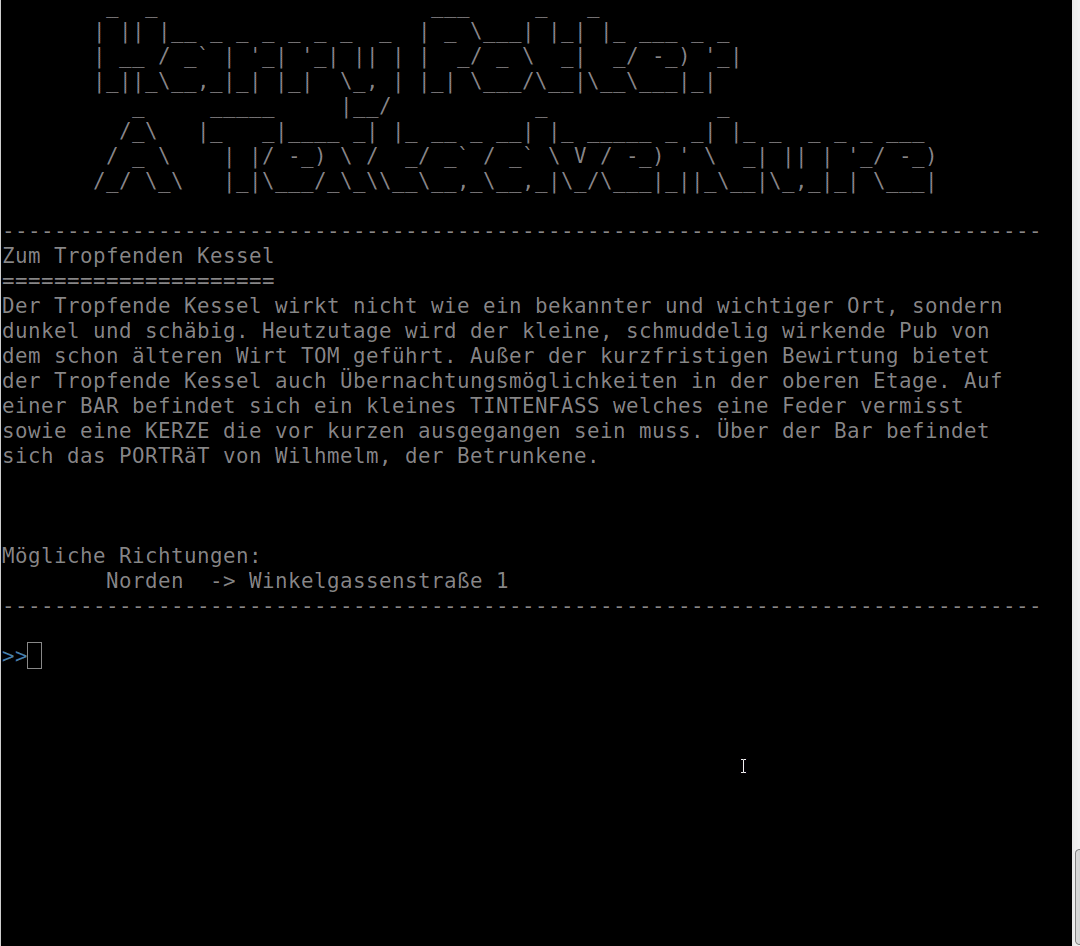 Harry Potter
A Textadventure
--------------------------------------------------------------------------------
Zum Tropfenden Kessel
=====================
Der Tropfende Kessel wirkt nicht wie ein bekannter und wichtiger Ort, sondern
dunkel und schäbig. Heutzutage wird der kleine, schmuddelig wirkende Pub von
dem schon älteren Wirt TOM geführt. Außer der kurzfristigen Bewirtung bietet
der Tropfende Kessel auch Übernachtungsmöglichkeiten in der oberen Etage. Auf
einer BAR befindet sich ein kleines TINTENFASS welches eine Feder vermisst
sowie eine KERZE die vor kurzen ausgegangen sein muss. Über der Bar befindet
sich das PORTRäT von Wilhmelm, der Betrunkene.
Mögliche Richtungen:
Norden  -> Winkelgassenstraße 1
--------------------------------------------------------------------------------
>>